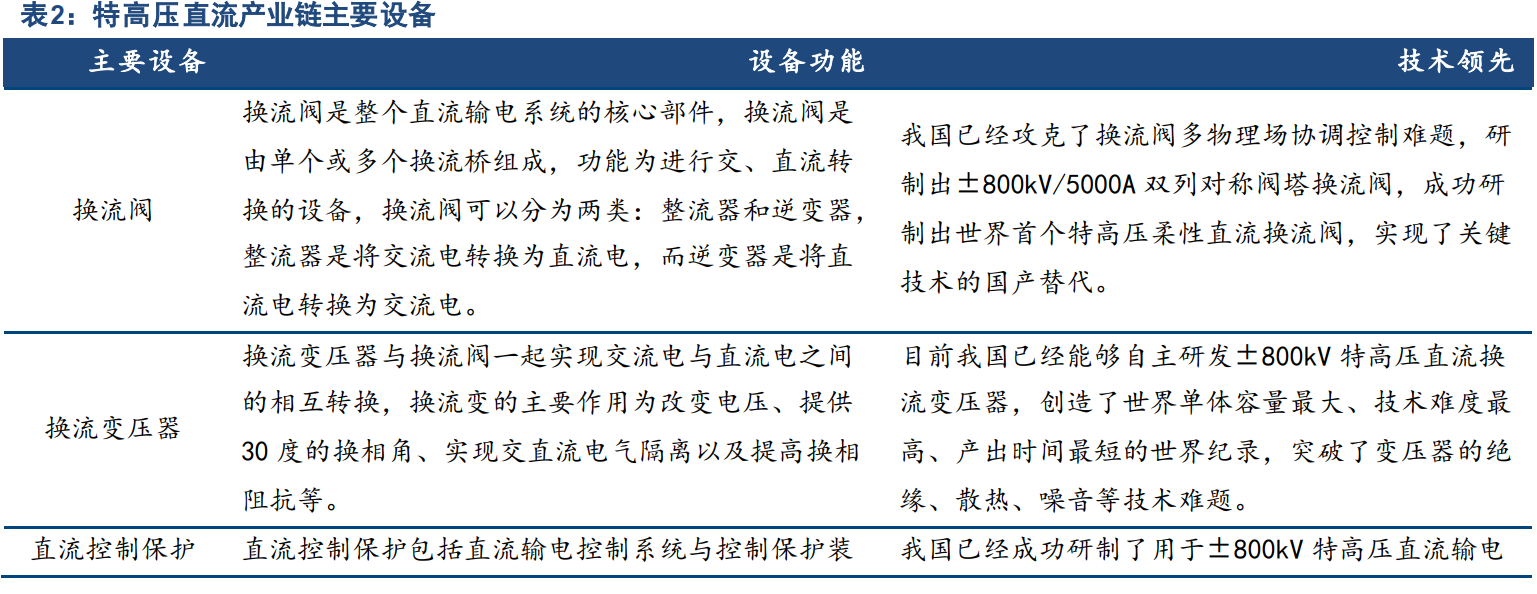 表2：特高压直流产业链主要设备
主要设备 设备功能 技术领先
换流阀是整个直流输电系统的核心部件，换流阀是
由单个或多个换流桥组成，功能为进行交、直流转
换的设备，换流阀可以分为两类：整流器和逆变器，
整流器是将交流电转换为直流电，而逆变器是将直
流电转换为交流电。
换流阀
我国已经攻克了换流阀多物理场协调控制难题，研
制出±800kV/5000A 双列对称阀塔换流阀，成功研
制出世界首个特高压柔性直流换流阀，实现了关键
技术的国产替代。
换流变压器与换流阀一起实现交流电与直流电之间
的相互转换，换流变的主要作用为改变电压、提供
30 度的换相角、实现交直流电气隔离以及提高换相
阻抗等。
换流变压器
目前我国已经能够自主研发±800kV 特高压直流换
流变压器，创造了世界单体容量最大、技术难度最
高、产出时间最短的世界纪录，突破了变压器的绝
缘、散热、噪音等技术难题。
直流控制保护 直流控制保护包括直流输电控制系统与控制保护装 我国已经成功研制了用于±800kV 特高压直流输电